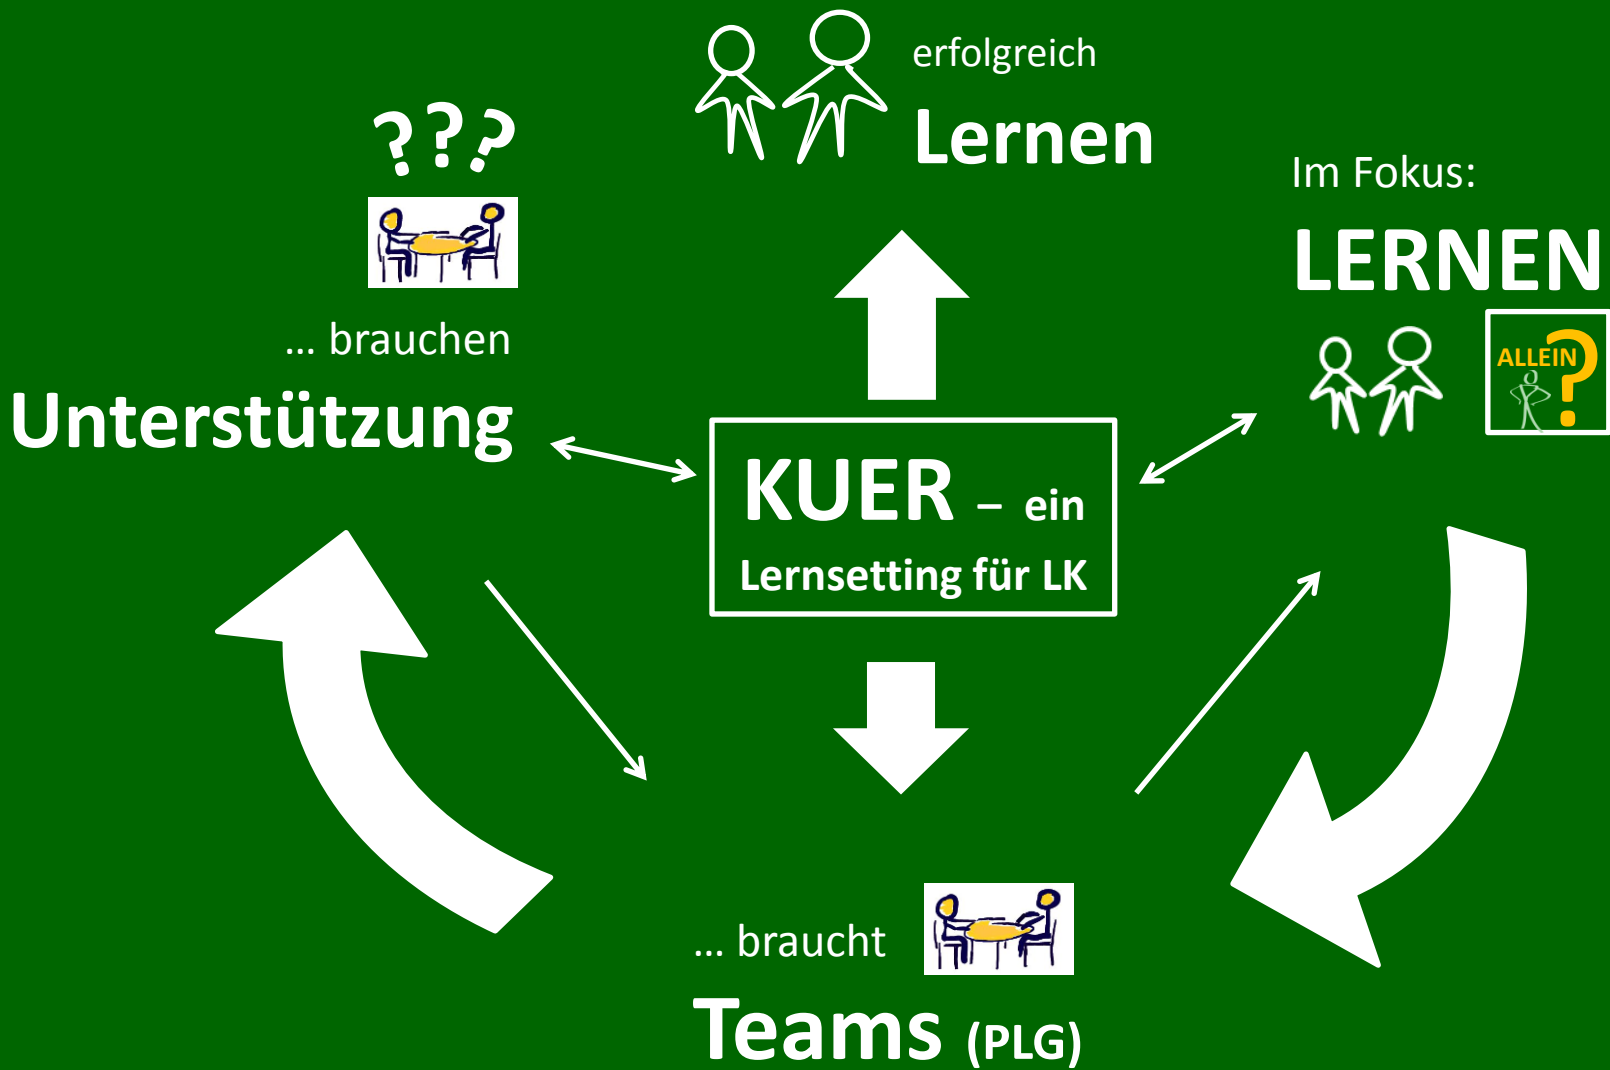 erfolgreich
Lernen
???
… brauchen
Unterstützung
Im Fokus:
LERNEN
ALLEIN
?
KUER – ein
Lernsetting für LK
… braucht
Teams (PLG)